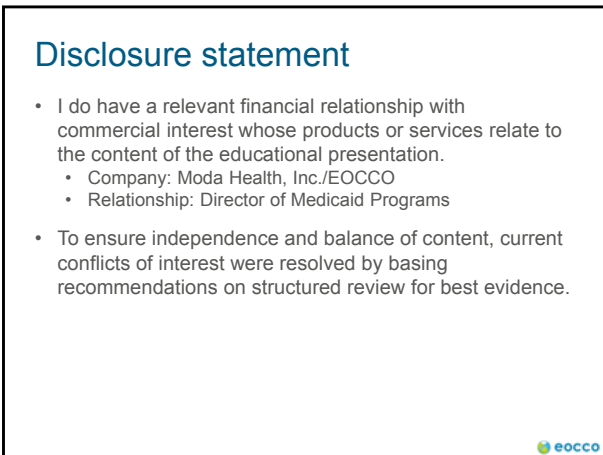 Disclosure statement
• I do have a relevant financial relationship with
commercial interest whose products or services relate to
the content of the educational presentation.
• Company: Moda Health, Inc./EOCCO
• Relationship: Director of Medicaid Programs
• To ensure independence and balance of content, current
conflicts of interest were resolved by basing
recommendations on structured review for best evidence.
eocco